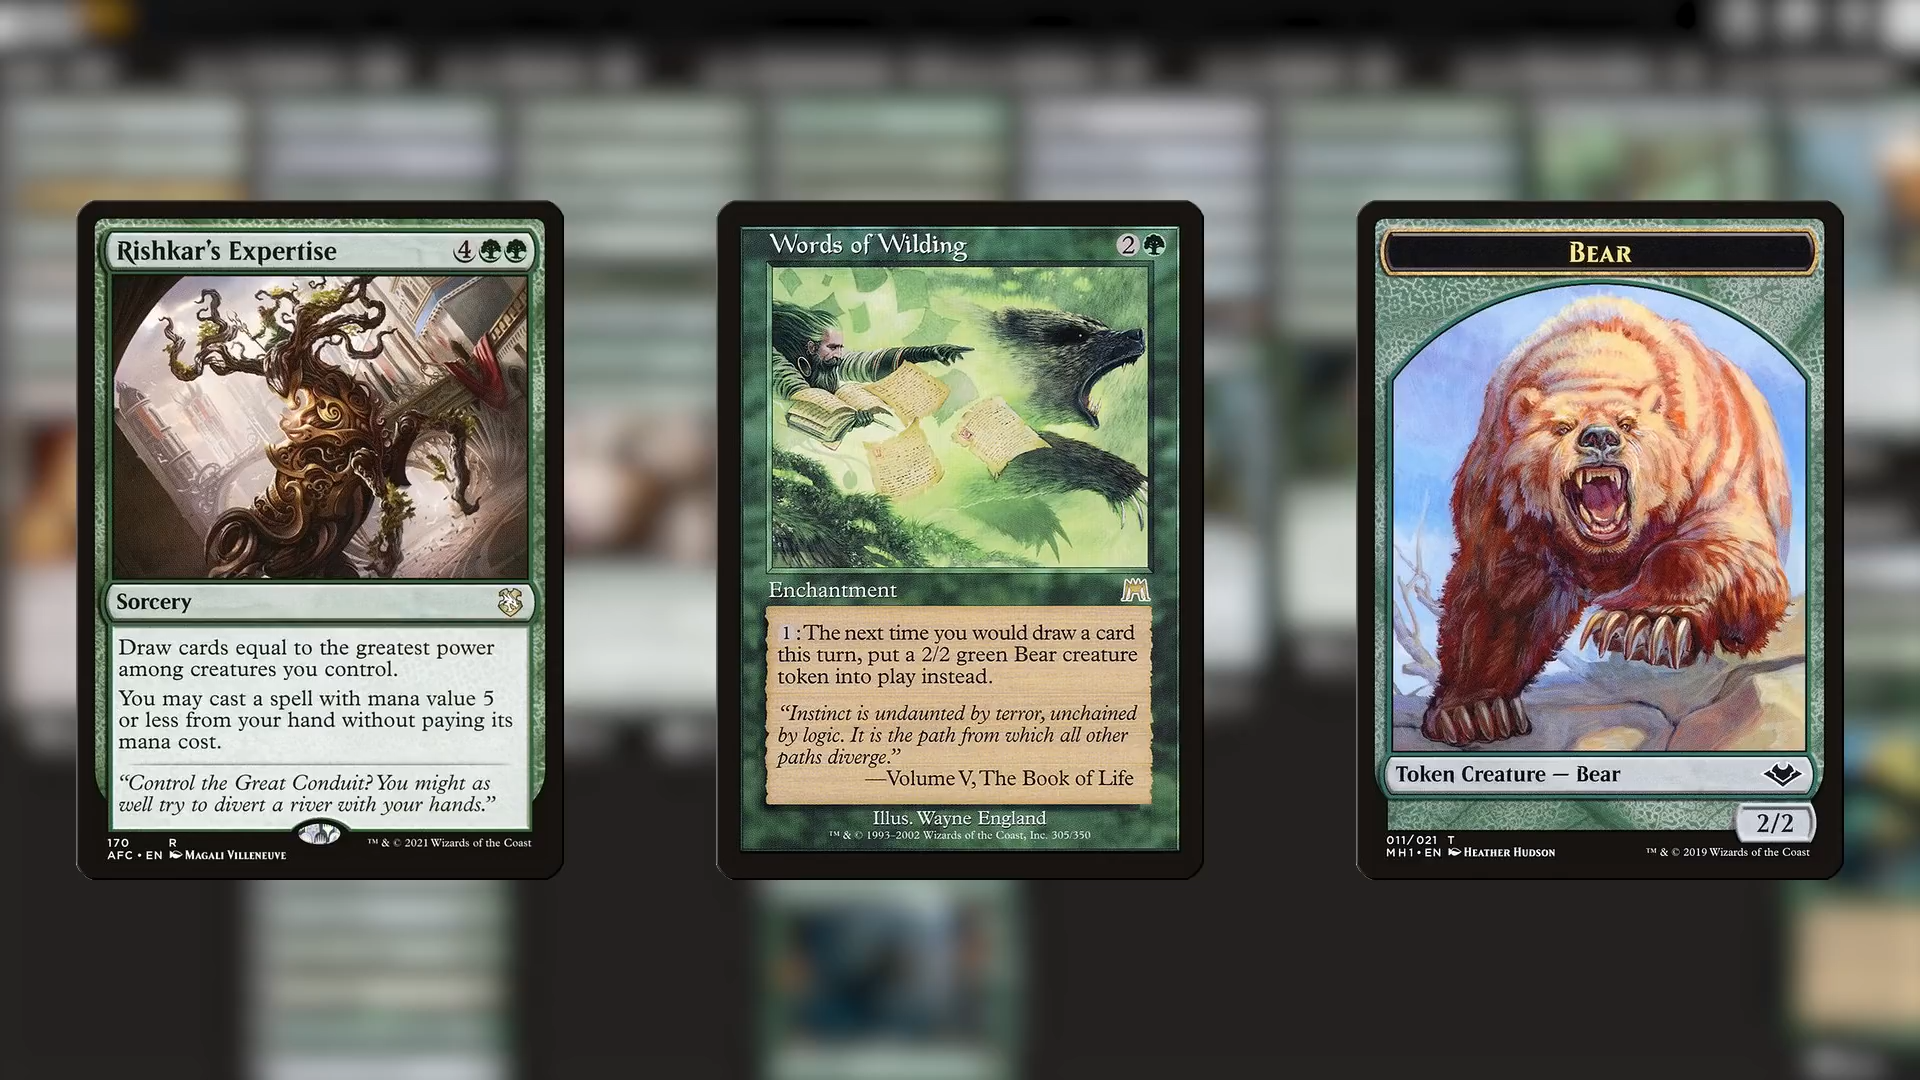 Rishkar's Expertise 4
Sorcery
Draw cards equal to the greatest power
among creatures you control.
You may cast a spell with mana value 5
or less from your hand without paying its
mana cost.
“Control the Great Conduit? You might as
well try to divert a river with your hands.”
170 R
AFC • EN Magali Villeneuve
™ & © 2021 Wizards of the Coast
Words of Wilding 2
Enchantment
1: The next time you would draw a card
this turn, put a 2/2 green Bear creature
token into play instead.
“Instinct is undaunted by terror, unchained
by logic. It is the path from which all other
paths diverge.”
—Volume V, The Book of Life
Illus. Wayne England
™ & © 1993–2002 Wizards of the Coast, Inc. 305/350
Bear
Token Creature — Bear
2/2
011/021 T
MH1 • EN Heather Hudson
™ & © 2019 Wizards of the Coast